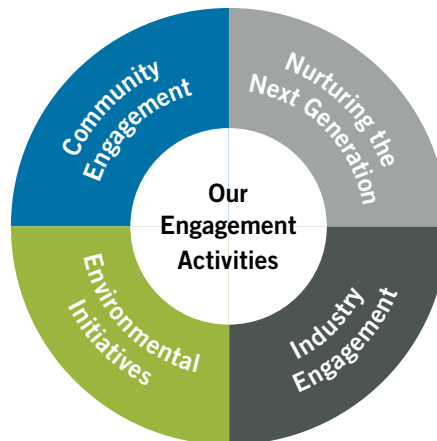 Community
Engagement
Nurturing the
Next Generation
Our
Engagement
Activities
Environmental
Initiatives
Industry
Engagement